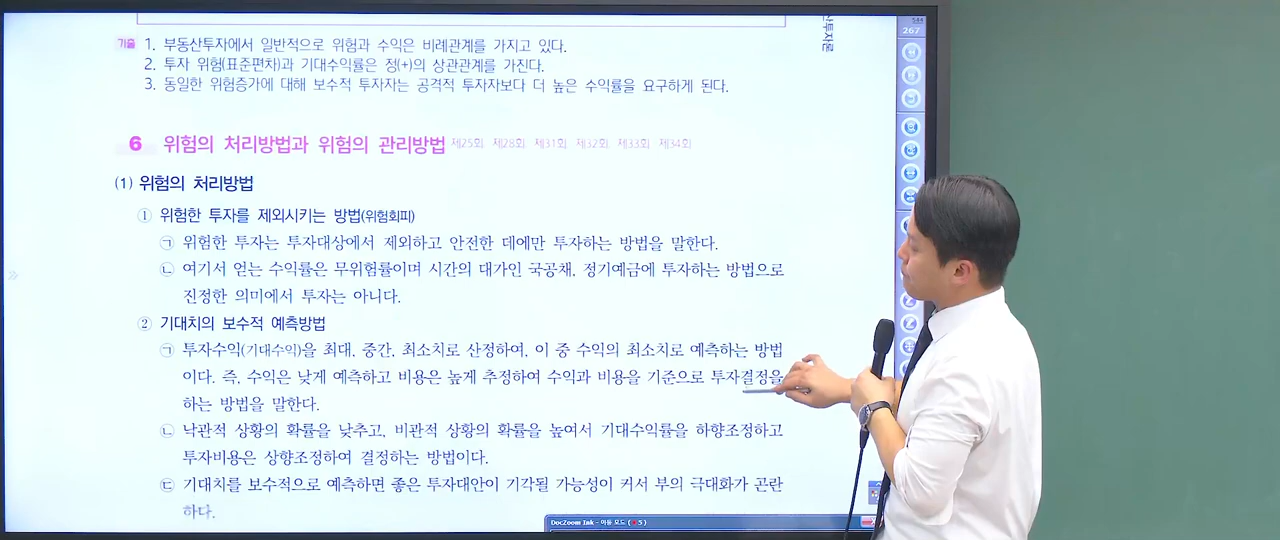 산투자론
267
기출 1. 부동산투자에서 일반적으로 위험과 수익은 비례관계를 가지고 있다.
2. 투자 위험(표준편차)과 기대수익률은 정(+)의 상관관계를 가진다.
3. 동일한 위험증가에 대해 보수적 투자자는 공격적 투자자보다 더 높은 수익률을 요구하게 된다.
6 위험의 처리방법과 위험의 관리방법 제25회 제28회 제31회 제32회 제33회 제34회
(1) 위험의 처리방법
① 위험한 투자를 제외시키는 방법(위험회피)
㉠ 위험한 투자는 투자대상에서 제외하고 안전한 데에만 투자하는 방법을 말한다.
㉡ 여기서 얻는 수익률은 무위험률이며 시간의 대가인 국공채, 정기예금에 투자하는 방법으로
진정한 의미에서 투자는 아니다.
② 기대치의 보수적 예측방법
㉠ 투자수익(기대수익)을 최대, 중간, 최소치로 산정하여, 이 중 수익의 최소치로 예측하는 방법
이다. 즉, 수익은 낮게 예측하고 비용은 높게 추정하여 수익과 비용을 기준으로 투자결정을
하는 방법을 말한다.
㉡ 낙관적 상황의 확률을 낮추고, 비관적 상황의 확률을 높여서 기대수익률을 하향조정하고
투자비용은 상향조정하여 결정하는 방법이다.
㉢ 기대치를 보수적으로 예측하면 좋은 투자대안이 기각될 가능성이 커서 부의 극대화가 곤란
하다.
DocZoom Ink - 이동 모드 ( 5 )